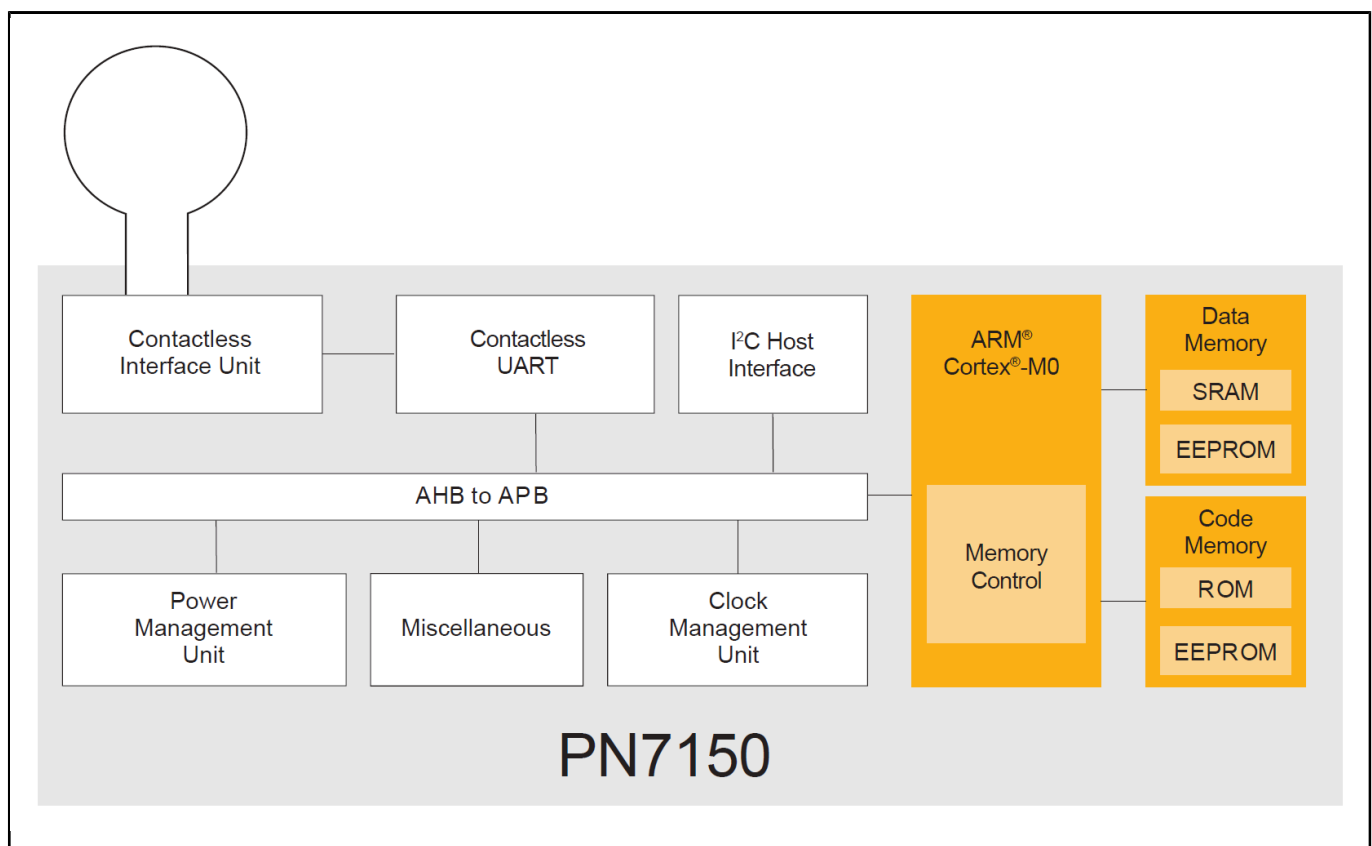 Contactless
Interface Unit
Contactless
UART
I²C Host
Interface
ARM®
Cortex®-M0
Data
Memory
SRAM
EEPROM
AHB to APB
Memory
Control
Code
Memory
ROM
EEPROM
Power
Management
Unit
Miscellaneous
Clock
Management
Unit
PN7150